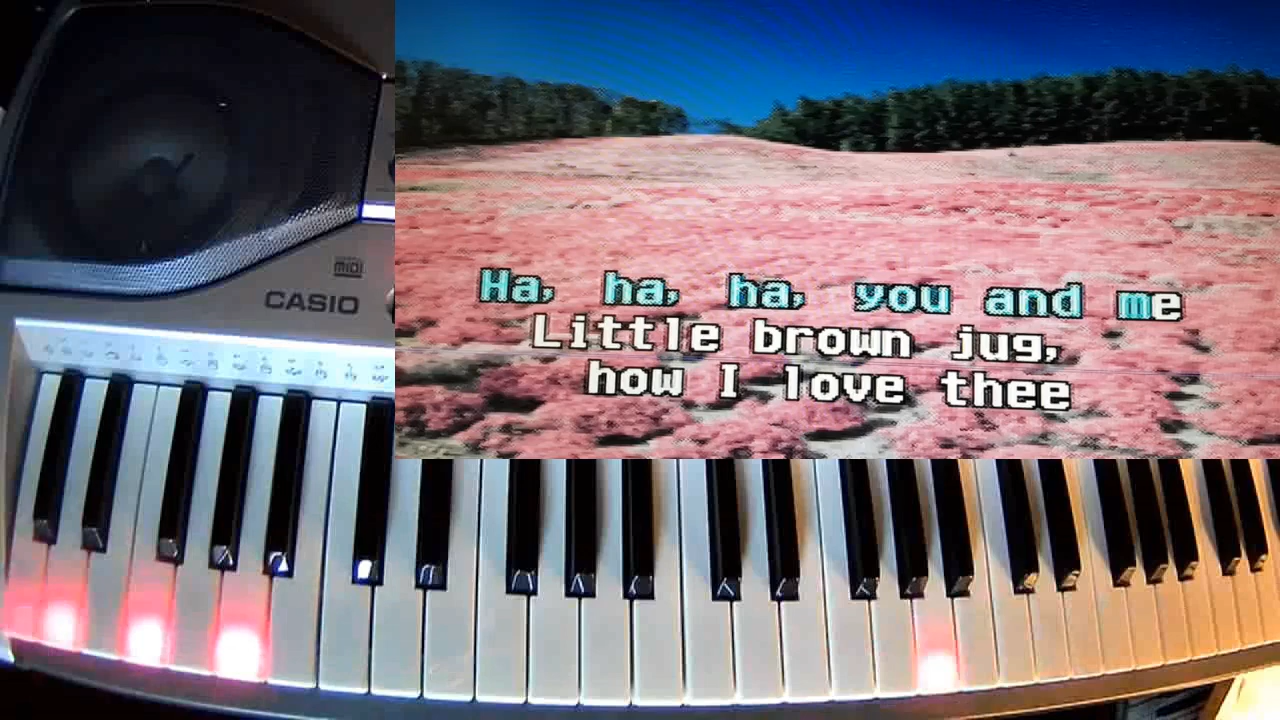 MIDI
CASIO
Ha, ha, ha, you and me
Little brown jug,
how I love thee